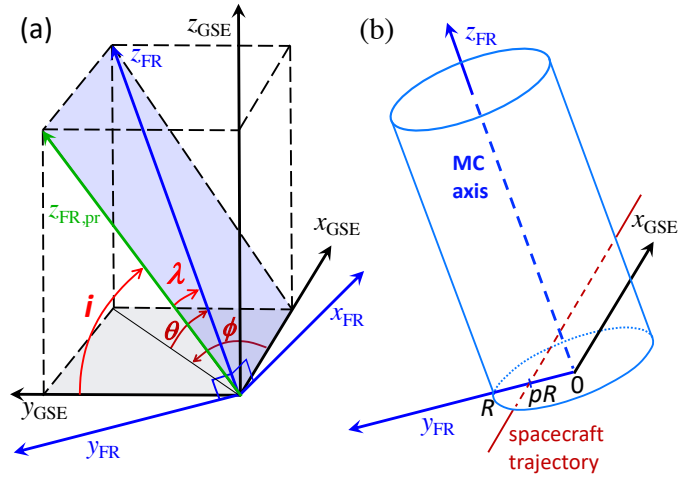 (a)
z_GSE
z_FR
z_FR,pr
x_GSE
λ
i
θ
ϕ
x_FR
y_GSE
y_FR
(b)
z_FR
MC
axis
x_GSE
R
pR
0
y_FR
spacecraft
trajectory